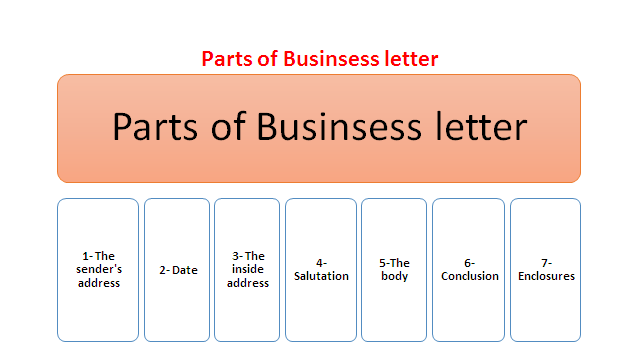 Parts of Businsess letter
Parts of Businsess letter
1- The
sender's
address
2- Date
3- The
inside
address
4-
Salutation
5-The
body
6-
Conclusion
7-
Enclosures